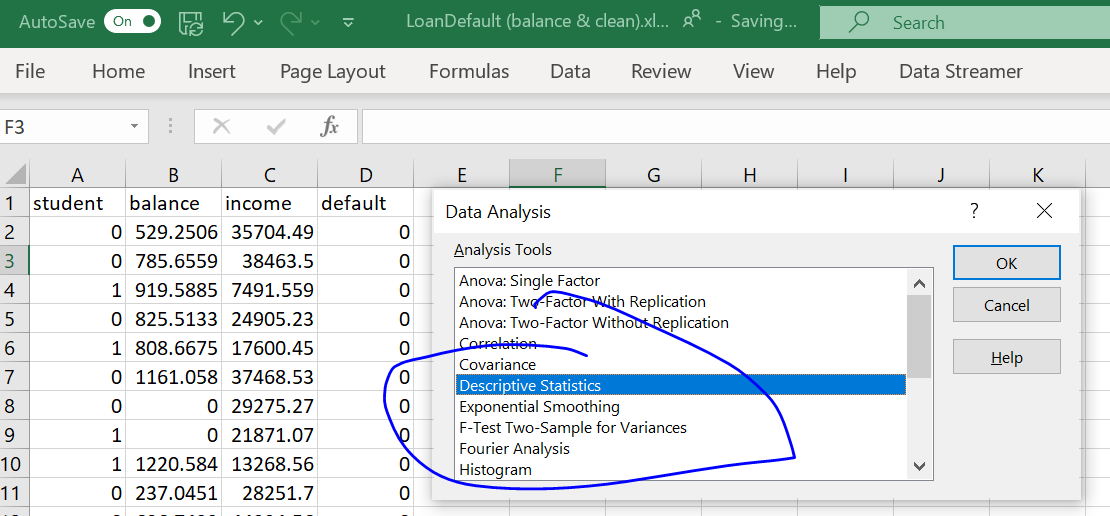 AutoSave On LoanDefault (balance & clean).xl... - Saving... Search
File Home Insert Page Layout Formulas Data Review View Help Data Streamer
F3 fx
A B C D E F G H I J K
1 student balance income default
2 0 529.2506 35704.49 0
3 0 785.6559 38463.5 0
4 1 919.5885 7491.559 0
5 0 825.5133 24905.23 0
6 1 808.6675 17600.45 0
7 0 1161.058 37468.53 0
8 0 0 29275.27 0
9 1 0 21871.07 0
10 1 1220.584 13268.56 0
11 0 237.0451 28251.7 0
Data Analysis ?
Analysis Tools
Anova: Single Factor
Anova: Two-Factor With Replication
Anova: Two-Factor Without Replication
Correlation
Covariance
Descriptive Statistics
Exponential Smoothing
F-Test Two-Sample for Variances
Fourier Analysis
Histogram
OK
Cancel
Help